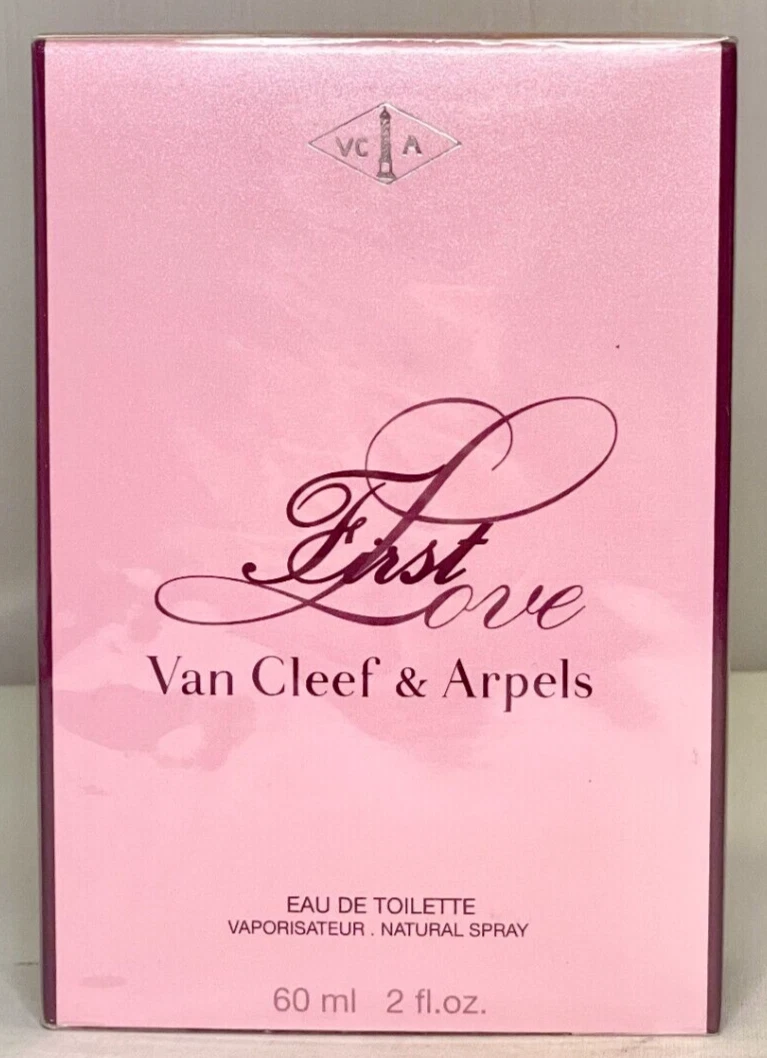 VC A
First
Love
Van Cleef & Arpels
EAU DE TOILETTE
VAPORISATEUR . NATURAL SPRAY
60 ml 2 fl.oz.